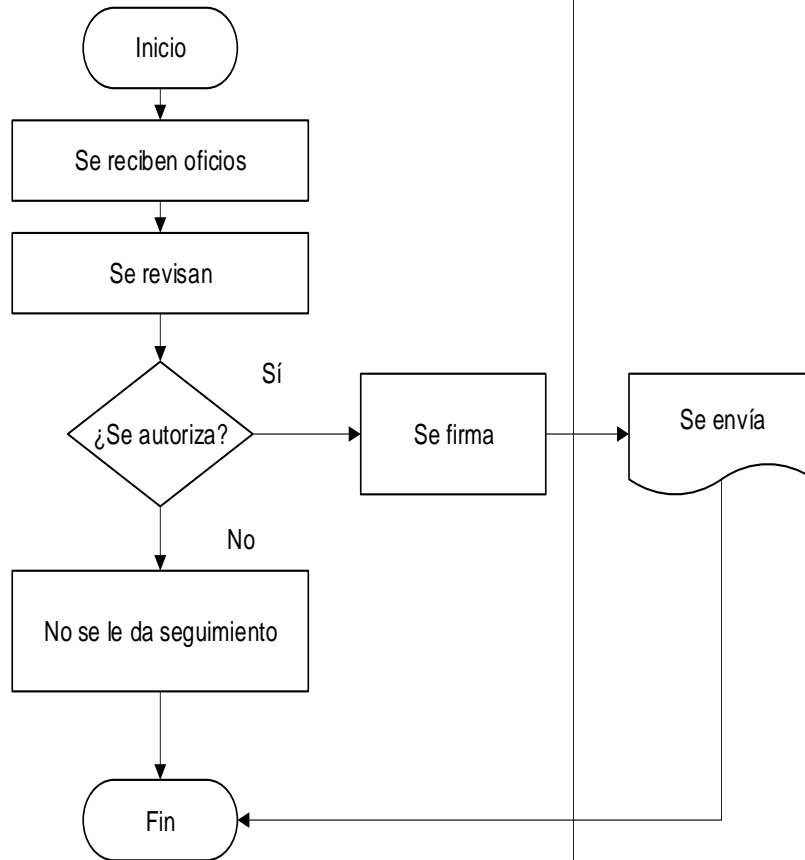 Inicio
Se reciben oficios
Se revisan
¿Se autoriza?
Sí
Se firma
Se envía
No
No se le da seguimiento
Fin